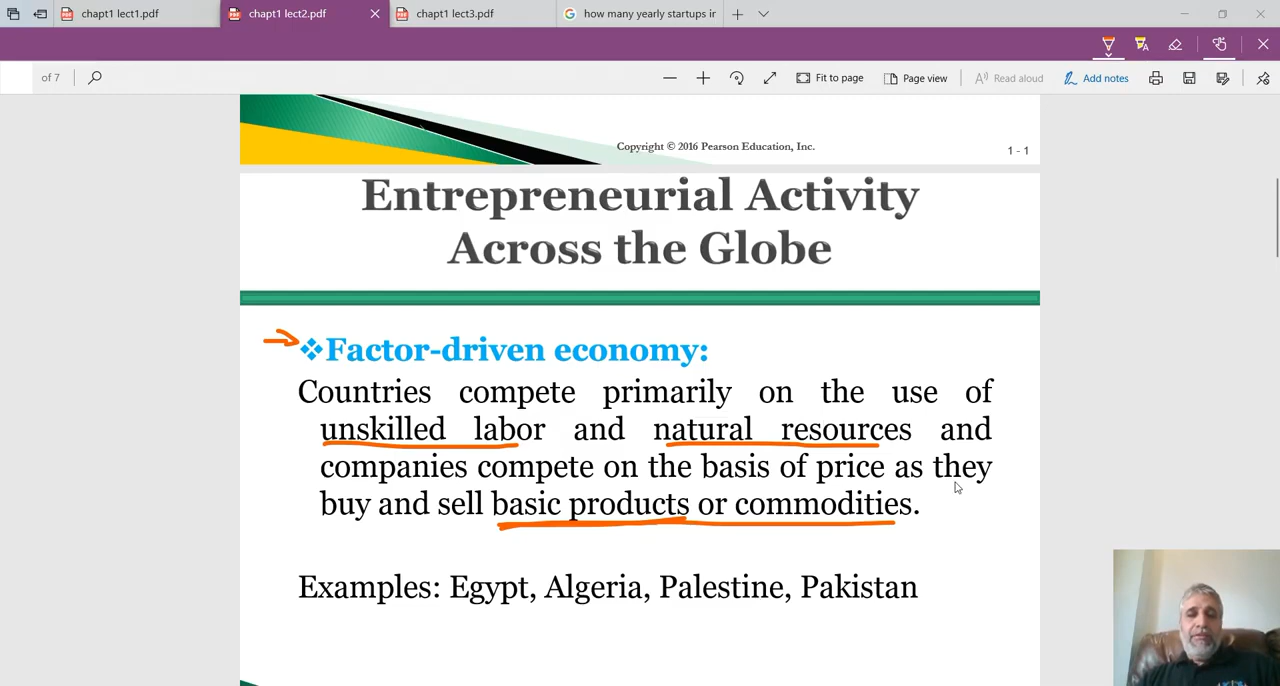 chapt1 lect1.pdf
chapt1 lect2.pdf
chapt1 lect3.pdf
how many yearly startups ir
of 7
Fit to page
Page view
Read aloud
Add notes
Copyright © 2016 Pearson Education, Inc.
1 - 1
Entrepreneurial Activity
Across the Globe
❖Factor-driven economy:
Countries compete primarily on the use of
unskilled labor and natural resources and
companies compete on the basis of price as they
buy and sell basic products or commodities.
Examples: Egypt, Algeria, Palestine, Pakistan